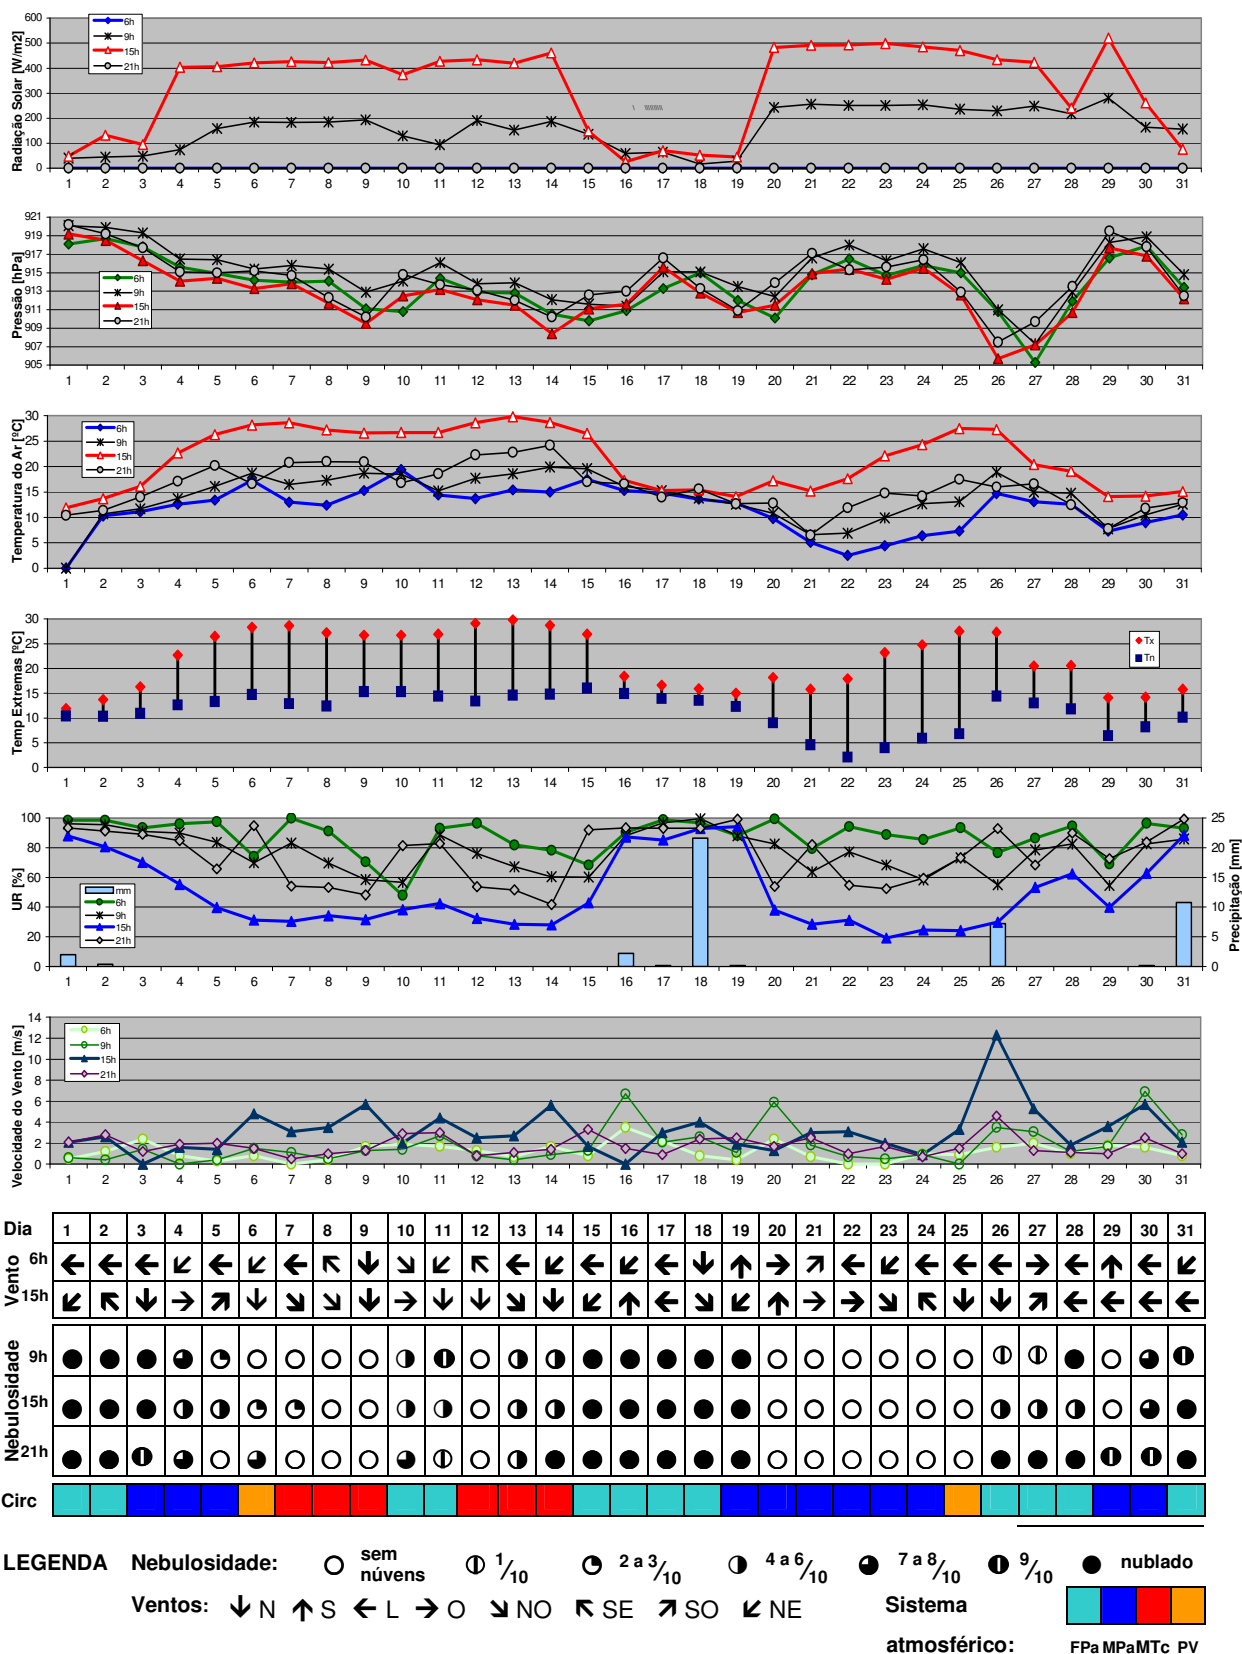 Radiação Solar [W/m2]
600
500
400
300
200
100
0
6h
9h
15h
21h
1 2 3 4 5 6 7 8 9 10 11 12 13 14 15 16 17 18 19 20 21 22 23 24 25 26 27 28 29 30 31
Pressão [hPa]
921
919
917
915
913
911
909
907
905
6h
9h
15h
21h
1 2 3 4 5 6 7 8 9 10 11 12 13 14 15 16 17 18 19 20 21 22 23 24 25 26 27 28 29 30 31
Temperatura do Ar [ºC]
30
25
20
15
10
5
0
6h
9h
15h
21h
1 2 3 4 5 6 7 8 9 10 11 12 13 14 15 16 17 18 19 20 21 22 23 24 25 26 27 28 29 30 31
Temp Extremas [ºC]
30
25
20
15
10
5
0
Tx
Tn
1 2 3 4 5 6 7 8 9 10 11 12 13 14 15 16 17 18 19 20 21 22 23 24 25 26 27 28 29 30 31
UR [%]
100
80
60
40
20
0
mm
6h
9h
15h
21h
25
20
15
10
5
0
Precipitação [mm]
1 2 3 4 5 6 7 8 9 10 11 12 13 14 15 16 17 18 19 20 21 22 23 24 25 26 27 28 29 30 31
Velocidade do Vento [m/s]
14
12
10
8
6
4
2
0
6h
9h
15h
21h
1 2 3 4 5 6 7 8 9 10 11 12 13 14 15 16 17 18 19 20 21 22 23 24 25 26 27 28 29 30 31
Dia 1 2 3 4 5 6 7 8 9 10 11 12 13 14 15 16 17 18 19 20 21 22 23 24 25 26 27 28 29 30 31
Vento
6h
15h
Nebulosidade
9h
15h
21h
Circ
LEGENDA Nebulosidade: sem núvens 1/10 2 a 3/10 4 a 6/10 7 a 8/10 9/10 nublado
Ventos: N S L O NO SE SO NE Sistema
atmosférico: FPa MPa MTc PV